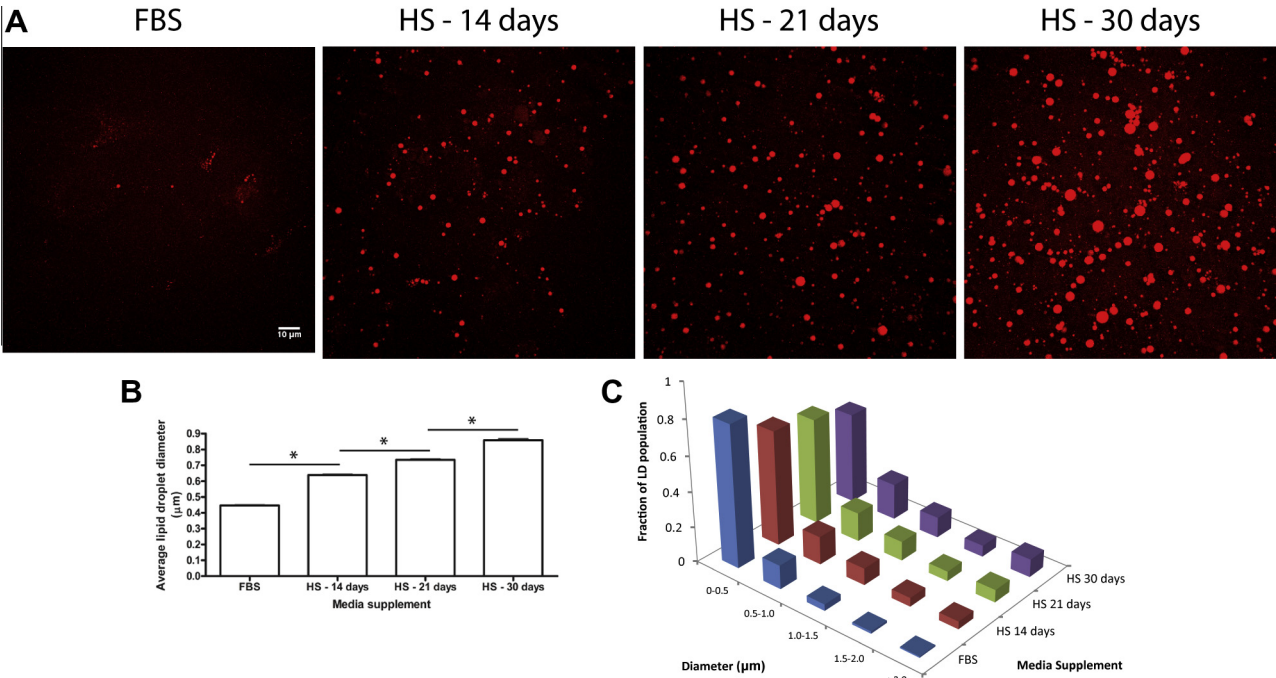 A
FBS
HS - 14 days
HS - 21 days
HS - 30 days
10 µm
B
Average lipid droplet diameter
(µm)
0.9
0.8
0.7
0.6
0.5
0.4
0.3
0.2
0.1
0.0
*
*
*
FBS
HS - 14 days
HS - 21 days
HS - 30 days
Media supplement
C
Fraction of LD population
1
0.8
0.6
0.4
0.2
0
0-0.5
0.5-1.0
1.0-1.5
1.5-2.0
Diameter (µm)
FBS
HS 14 days
HS 21 days
HS 30 days
Media Supplement